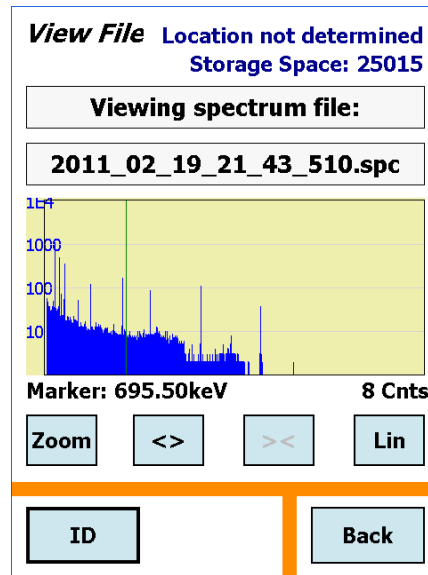 View File
Location not determined
Storage Space: 25015
Viewing spectrum file:
2011_02_19_21_43_510.spc
1E4
1000
100
10
Marker: 695.50keV
8 Cnts
Zoom
<>
><
Lin
ID
Back